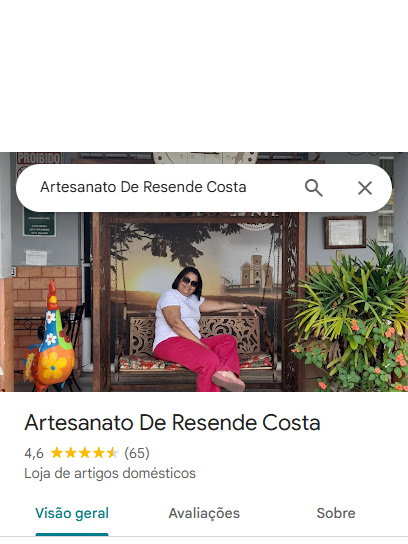 PROIBIDO
Artesanato De Resende Costa
Artesanato De Resende Costa
4,6 (65)
Loja de artigos domésticos
Visão geral
Avaliações
Sobre